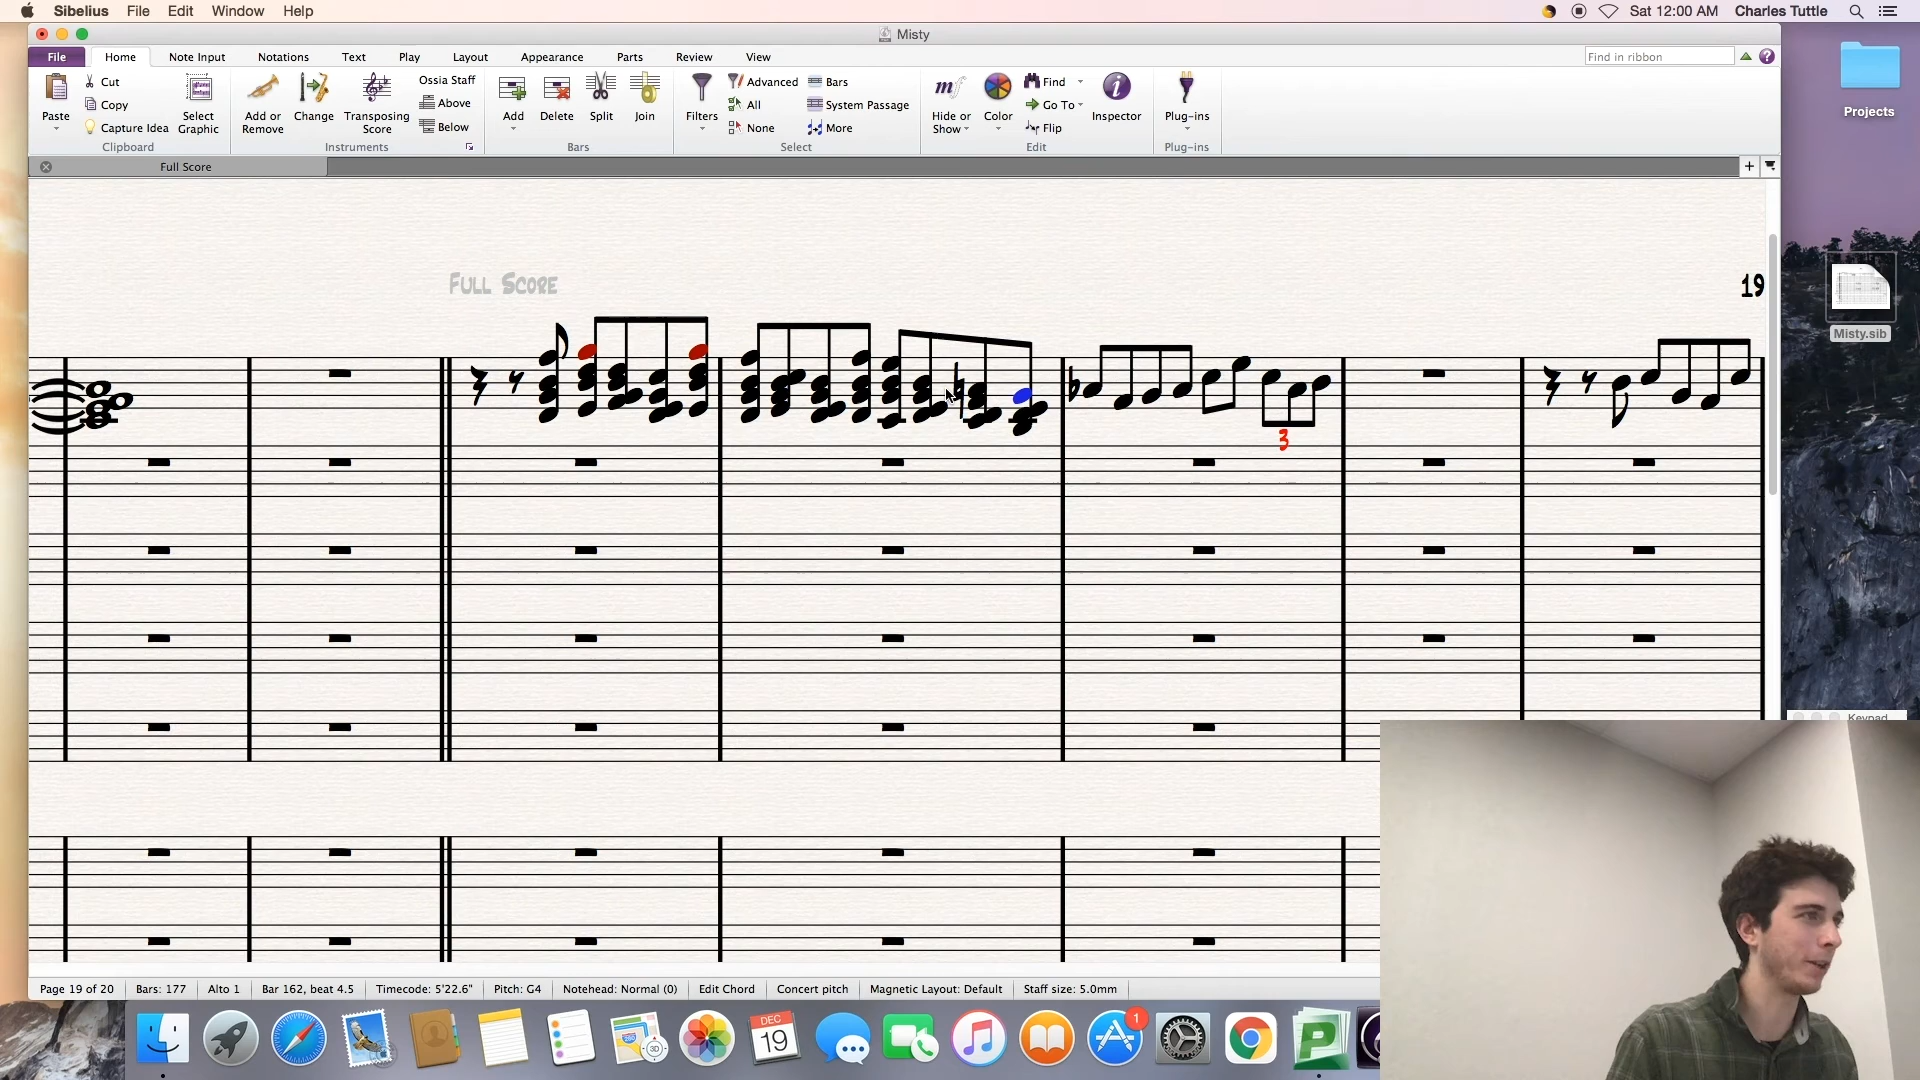 Sibelius File Edit Window Help Sat 12:00 AM Charles Tuttle
Misty
File Home Note Input Notations Text Play Layout Appearance Parts Review View Find in ribbon ?
Paste Cut Copy Capture Idea Select Graphic
Add or Remove Change Transposing Score Ossia Staff Above Below
Add Delete Split Join
Filters Advanced All None Bars System Passage More
Hide or Show Color Find Go To Flip Inspector
Plug-ins
Clipboard Instruments Bars Select Edit Plug-ins
Full Score
Projects
Full Score
19
Misty.sib
3
Keypad
Page 19 of 20 Bars: 177 Alto 1 Bar 162, beat 4.5 Timecode: 5'22.6" Pitch: G4 Notehead: Normal (0) Edit Chord Concert pitch Magnetic Layout: Default Staff size: 5.0mm
DEC
19
3D
1